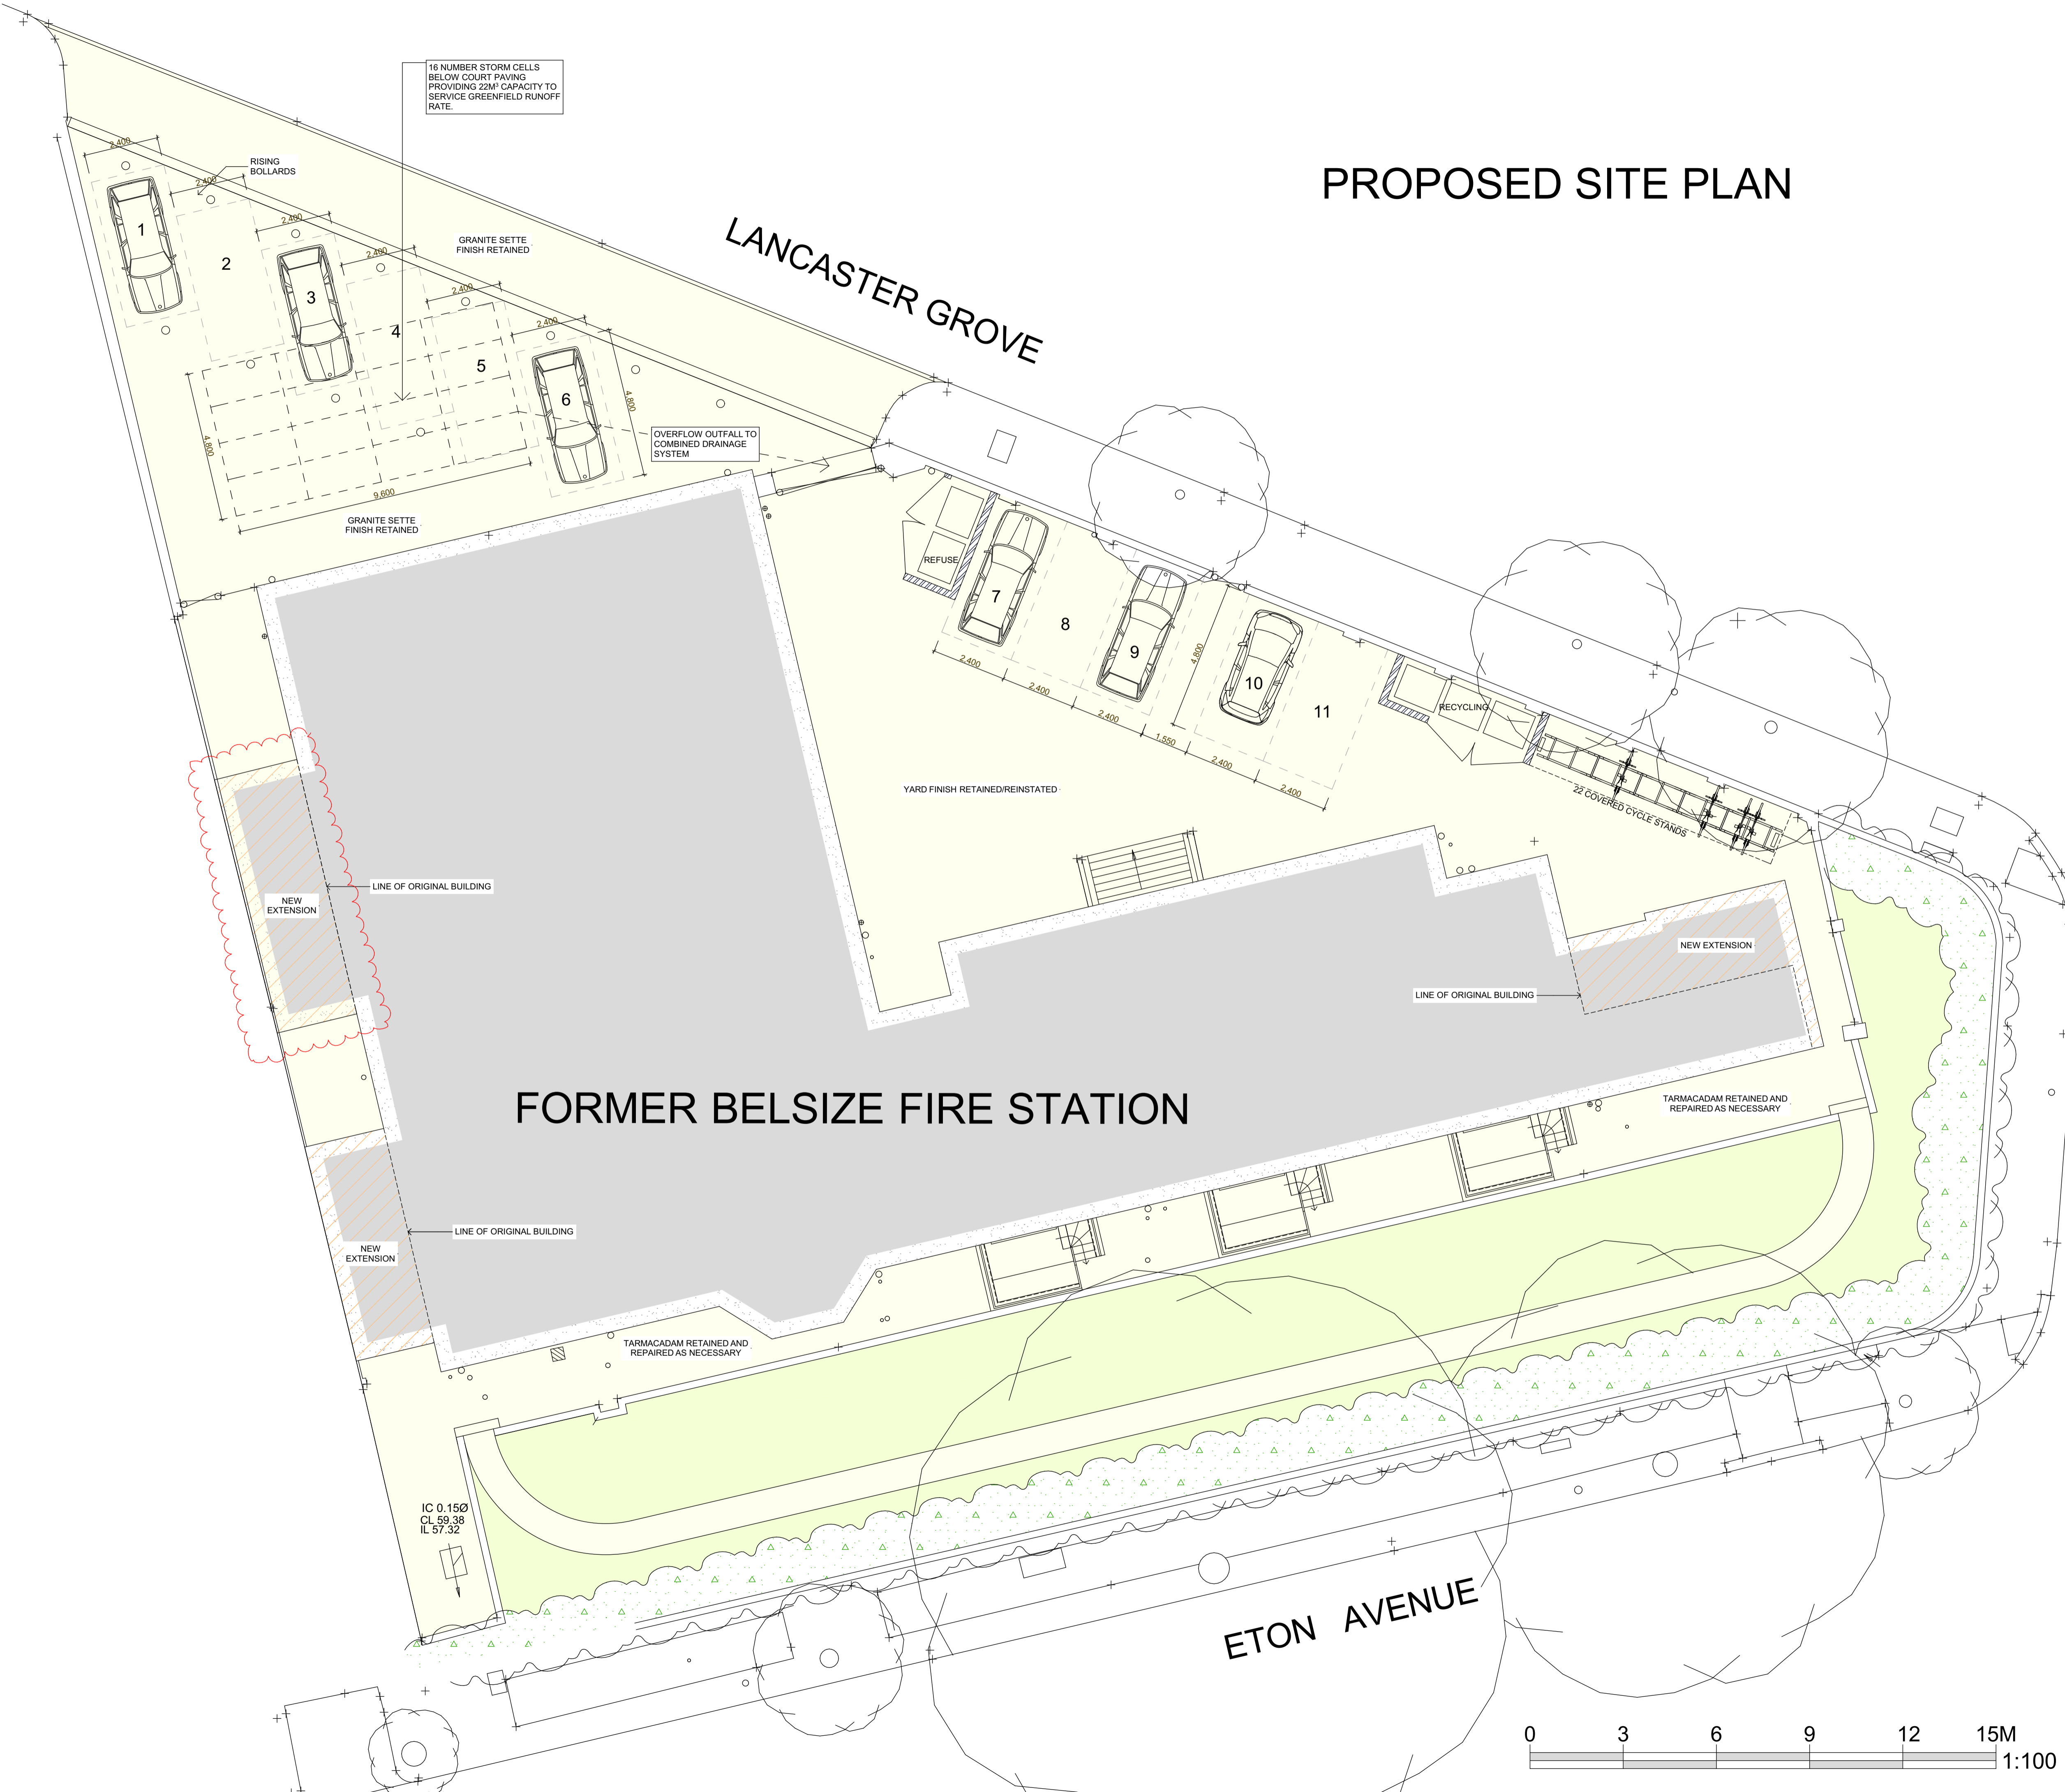 16 NUMBER STORM CELLS
BELOW COURT PAVING
PROVIDING 22M³ CAPACITY TO
SERVICE GREENFIELD RUNOFF
RATE.
PROPOSED SITE PLAN
2,400
RISING
BOLLARDS
2,400
2,400
2,400
2,400
2,400
1
2
3
4
5
6
GRANITE SETTE
FINISH RETAINED
LANCASTER GROVE
4,800
4,800
9,600
OVERFLOW OUTFALL TO
COMBINED DRAINAGE
SYSTEM
GRANITE SETTE
FINISH RETAINED
REFUSE
7
8
9
10
11
4,800
2,400
2,400
2,400
1,550
2,400
2,400
RECYCLING
22 COVERED CYCLE STANDS
YARD FINISH RETAINED/REINSTATED
LINE OF ORIGINAL BUILDING
NEW
EXTENSION
NEW EXTENSION
LINE OF ORIGINAL BUILDING
FORMER BELSIZE FIRE STATION
TARMACADAM RETAINED AND
REPAIRED AS NECESSARY
LINE OF ORIGINAL BUILDING
NEW
EXTENSION
TARMACADAM RETAINED AND
REPAIRED AS NECESSARY
IC 0.15Ø
CL 59.38
IL 57.32
ETON AVENUE
0 3 6 9 12 15M
1:100